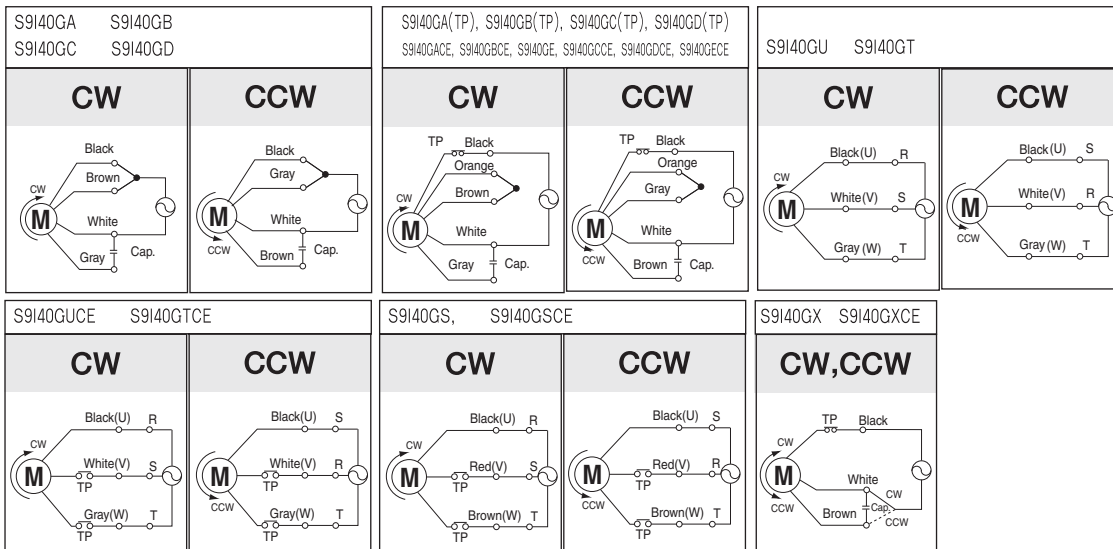 S9I40GA S9I40GB
S9I40GC S9I40GD
CW CCW
Black
Brown
CW
M
White
Gray
Cap.
Black
Gray
M
White
CCW
Brown
Cap.
S9I40GA(TP), S9I40GB(TP), S9I40GC(TP), S9I40GD(TP)
S9I40GACE, S9I40GBCE, S9I40GE, S9I40GCCE, S9I40GDCE, S9I40GECE
CW CCW
TP Black
Orange
CW
Brown
M
White
Gray
Cap.
TP Black
Orange
Gray
M
White
CCW
Brown
Cap.
S9I40GU S9I40GT
CW CCW
Black(U) R
CW
M
White(V) S
Gray (W) T
Black(U) S
M
White(V) R
CCW
Gray (W) T
S9I40GUCE S9I40GTCE
CW CCW
Black(U) R
CW
M
White(V) S
TP
Gray(W) T
TP
Black(U) S
M
White(V) R
TP
CCW
Gray(W) T
TP
S9I40GS, S9I40GSCE
CW CCW
Black(U) R
CW
M
Red(V) S
TP
Brown(W) T
TP
Black(U) S
M
Red(V) R
TP
CCW
Brown(W) T
TP
S9I40GX S9I40GXCE
CW,CCW
TP Black
CW
M
White
CW
Cap.
Brown
CCW
CCW